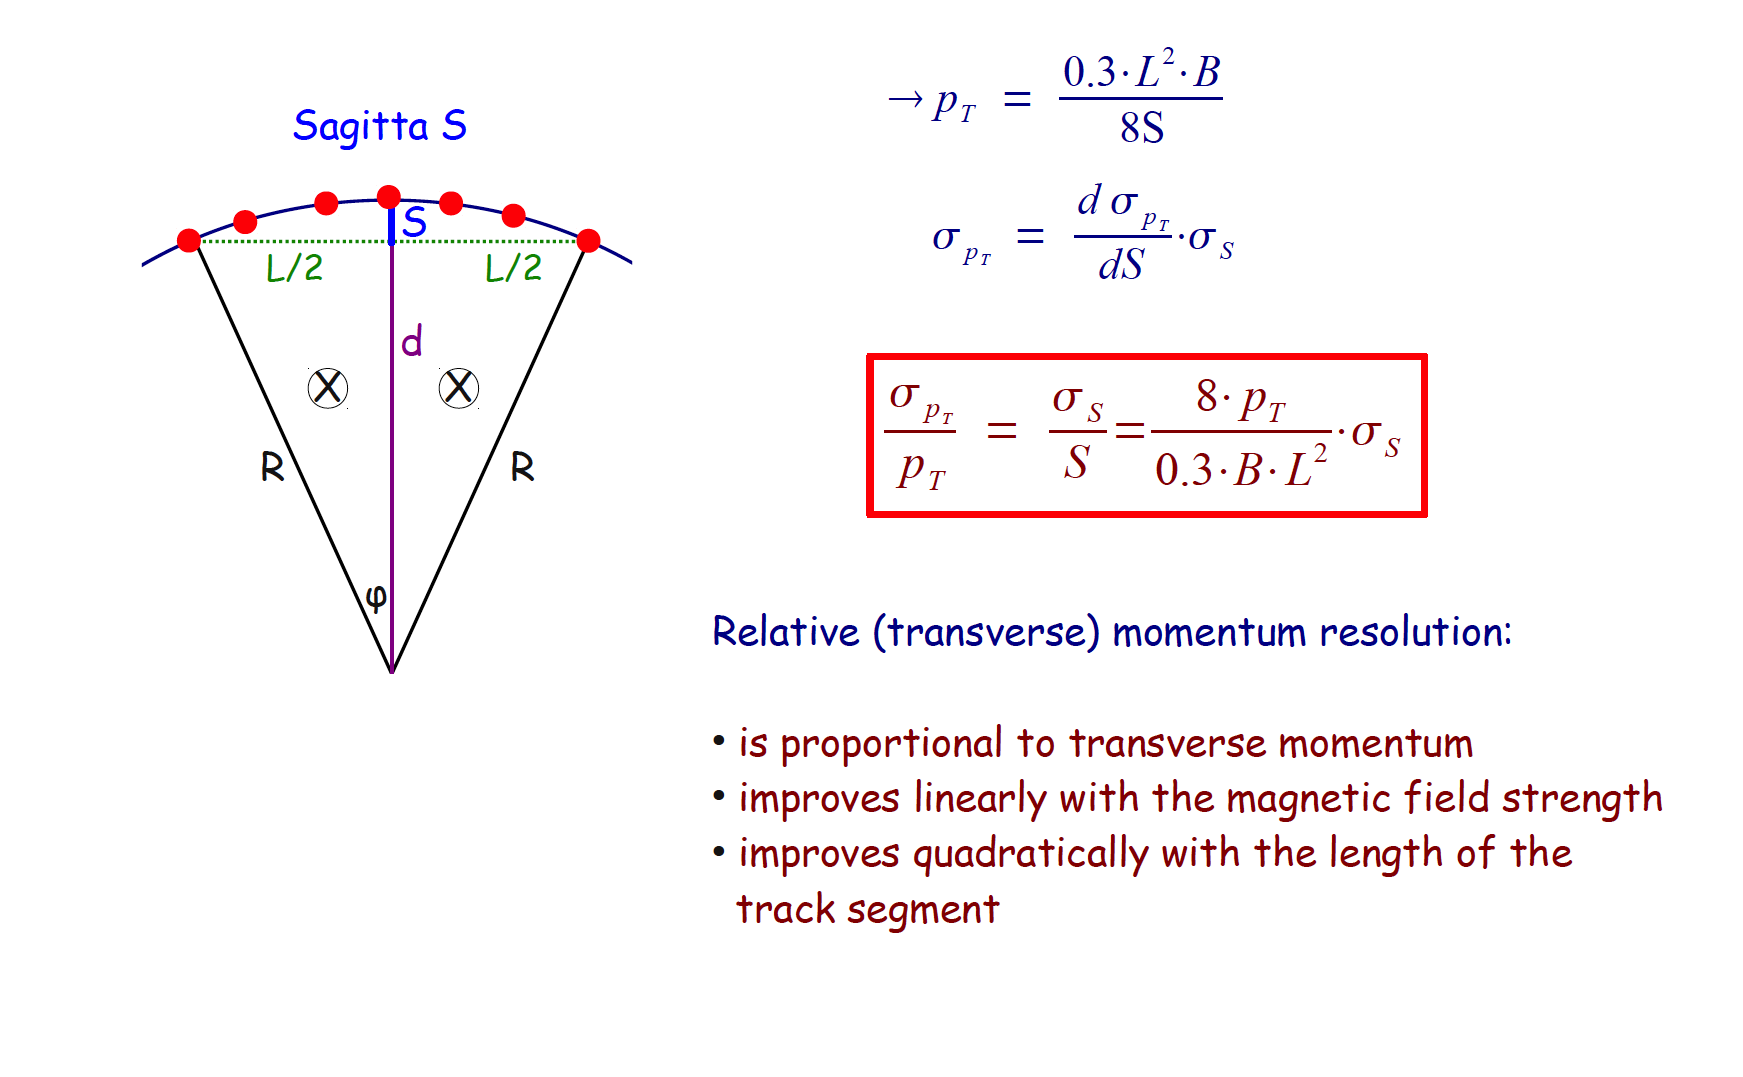 Sagitta S
S
L/2 L/2
d
X X
R R
φ
→ p_T = (0.3·L²·B) / (8S)
σ_{p_T} = (d σ_{p_T} / dS)·σ_S
σ_{p_T} / p_T = σ_S / S = (8·p_T) / (0.3·B·L²) ·σ_S
Relative (transverse) momentum resolution:
• is proportional to transverse momentum
• improves linearly with the magnetic field strength
• improves quadratically with the length of the
track segment